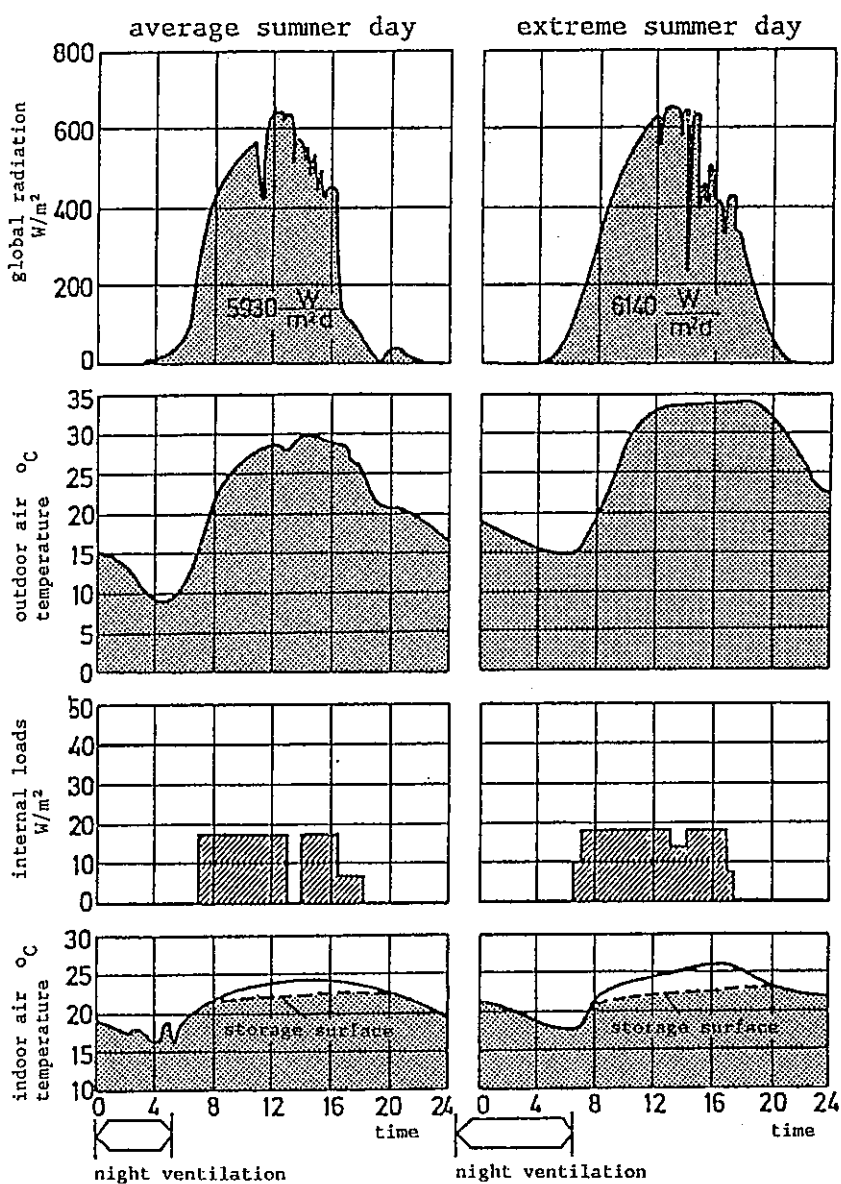 average summer day
extreme summer day
global radiation
W/m²
800
600
400
200
0
5930 W/m²d
6140 W/m²d
outdoor air °C
temperature
35
30
25
20
15
10
5
0
internal loads
W/m²
50
40
30
20
10
0
indoor air °C
temperature
30
25
20
15
10
storage surface
storage surface
0 4 8 12 16 20 24
time
0 4 8 12 16 20 24
time
night ventilation
night ventilation